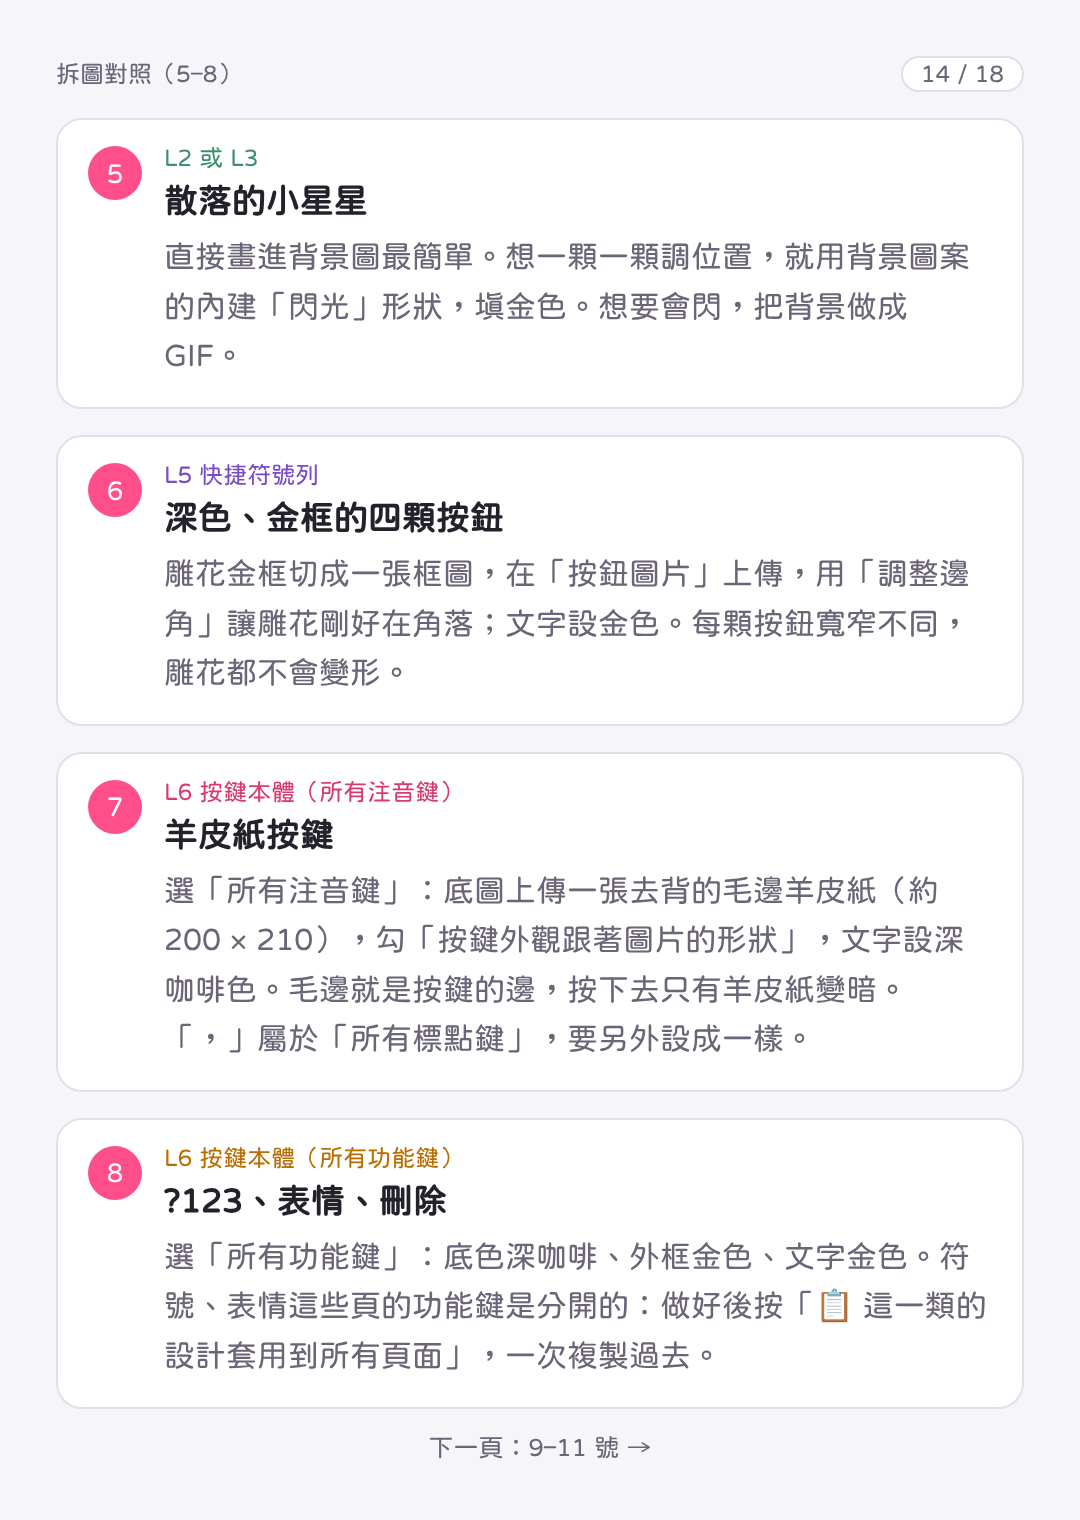 拆圖對照（5–8）
14 / 18
5
L2 或 L3
散落的小星星
直接畫進背景圖最簡單。想一顆一顆調位置，就用背景圖案
的內建「閃光」形狀，填金色。想要會閃，把背景做成
GIF。
6
L5 快捷符號列
深色、金框的四顆按鈕
雕花金框切成一張框圖，在「按鈕圖片」上傳，用「調整邊
角」讓雕花剛好在角落；文字設金色。每顆按鈕寬窄不同，
雕花都不會變形。
7
L6 按鍵本體（所有注音鍵）
羊皮紙按鍵
選「所有注音鍵」：底圖上傳一張去背的毛邊羊皮紙（約
200 × 210），勾「按鍵外觀跟著圖片的形狀」，文字設深
咖啡色。毛邊就是按鍵的邊，按下去只有羊皮紙變暗。
「，」屬於「所有標點鍵」，要另外設成一樣。
8
L6 按鍵本體（所有功能鍵）
?123、表情、刪除
選「所有功能鍵」：底色深咖啡、外框金色、文字金色。符
號、表情這些頁的功能鍵是分開的：做好後按「📋 這一類的
設計套用到所有頁面」，一次複製過去。
下一頁：9–11 號 →